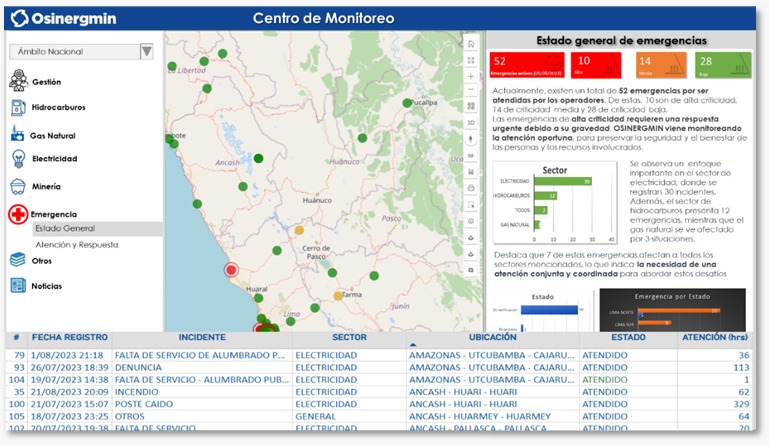 Osinergmin
Centro de Monitoreo
Ámbito Nacional
Gestión
Hidrocarburos
Gas Natural
Electricidad
Minería
Emergencia
Estado General
Atención y Respuesta
Otros
Noticias
La Libertad
Pucallpa
Ancash
Huánuco
Huánuco
Pasco
Cerro de
Pasco
Huaral
Tarma
Junín
Lima
3D
Estado general de emergencias
52
Emergencias activas (05/08/2023)
10
Alta
14
Media
28
Baja
Actualmente, existen un total de 52 emergencias por ser
atendidas por los operadores. De estas, 10 son de alta criticidad,
14 de criticidad media y 28 de criticidad baja.
Las emergencias de alta criticidad requieren una respuesta
urgente debido a su gravedad. OSINERGMIN viene monitoreando
la atención oportuna, para preservar la seguridad y el bienestar de
las personas y los recursos involucrados.
Sector
ELECTRICIDAD
30
HIDROCARBUROS
12
TODOS
7
GAS NATURAL
0 10 20 30 40
Se observa un enfoque
importante en el sector de
electricidad, donde se
registran 30 incidentes.
Además, el sector de
hidrocarburos presenta 12
emergencias, mientras que el
gas natural se ve afectado
por 3 situaciones.
Destaca que 7 de estas emergencias afectan a todos los
sectores mencionados, lo que indica la necesidad de una
atención conjunta y coordinada para abordar estos desafíos
Estado
En verificación
En proceso
Emergencia por Estado
LIMA NORTE
LIMA SUR
# FECHA REGISTRO INCIDENTE SECTOR UBICACIÓN ESTADO ATENCIÓN (hrs)
79 1/08/2023 21:18 FALTA DE SERVICIO DE ALUMBRADO P... ELECTRICIDAD AMAZONAS - UTCUBAMBA - CAJARU... ATENDIDO 36
93 26/07/2023 18:39 DENUNCIA ELECTRICIDAD AMAZONAS - UTCUBAMBA - CAJARU... ATENDIDO 113
104 19/07/2023 14:38 FALTA DE SERVICIO - ALUMBRADO PUB... ELECTRICIDAD AMAZONAS - UTCUBAMBA - CAJARU... ATENDIDO 1
35 21/08/2023 20:09 INCENDIO ELECTRICIDAD ANCASH - HUARI - HUARI ATENDIDO 62
100 21/07/2023 15:07 POSTE CAIDO ELECTRICIDAD ANCASH - HUARI - HUARI ATENDIDO 329
105 18/07/2023 23:25 OTROS GENERAL ANCASH - HUARMEY - HUARMEY ATENDIDO 64
102 20/07/2023 19:38 FALTA DE SERVICIO ELECTRICIDAD ANCASH - PALLASCA - PALLASCA ATENDIDO 20